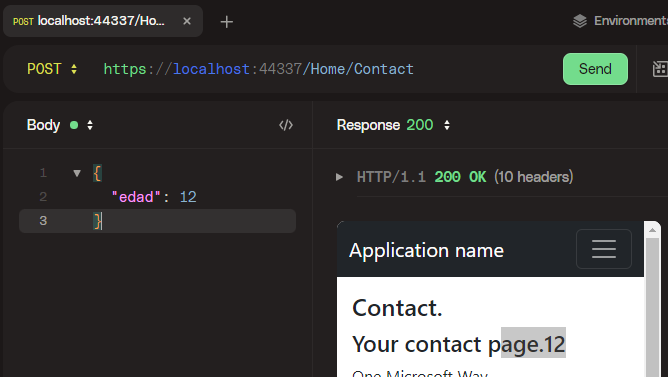 POST localhost:44337/Ho...
Environments
POST https://localhost:44337/Home/Contact Send
Body
Response 200
1 {
2 "edad": 12
3 }
HTTP/1.1 200 OK (10 headers)
Application name
Contact.
Your contact page.12
One Microsoft Way